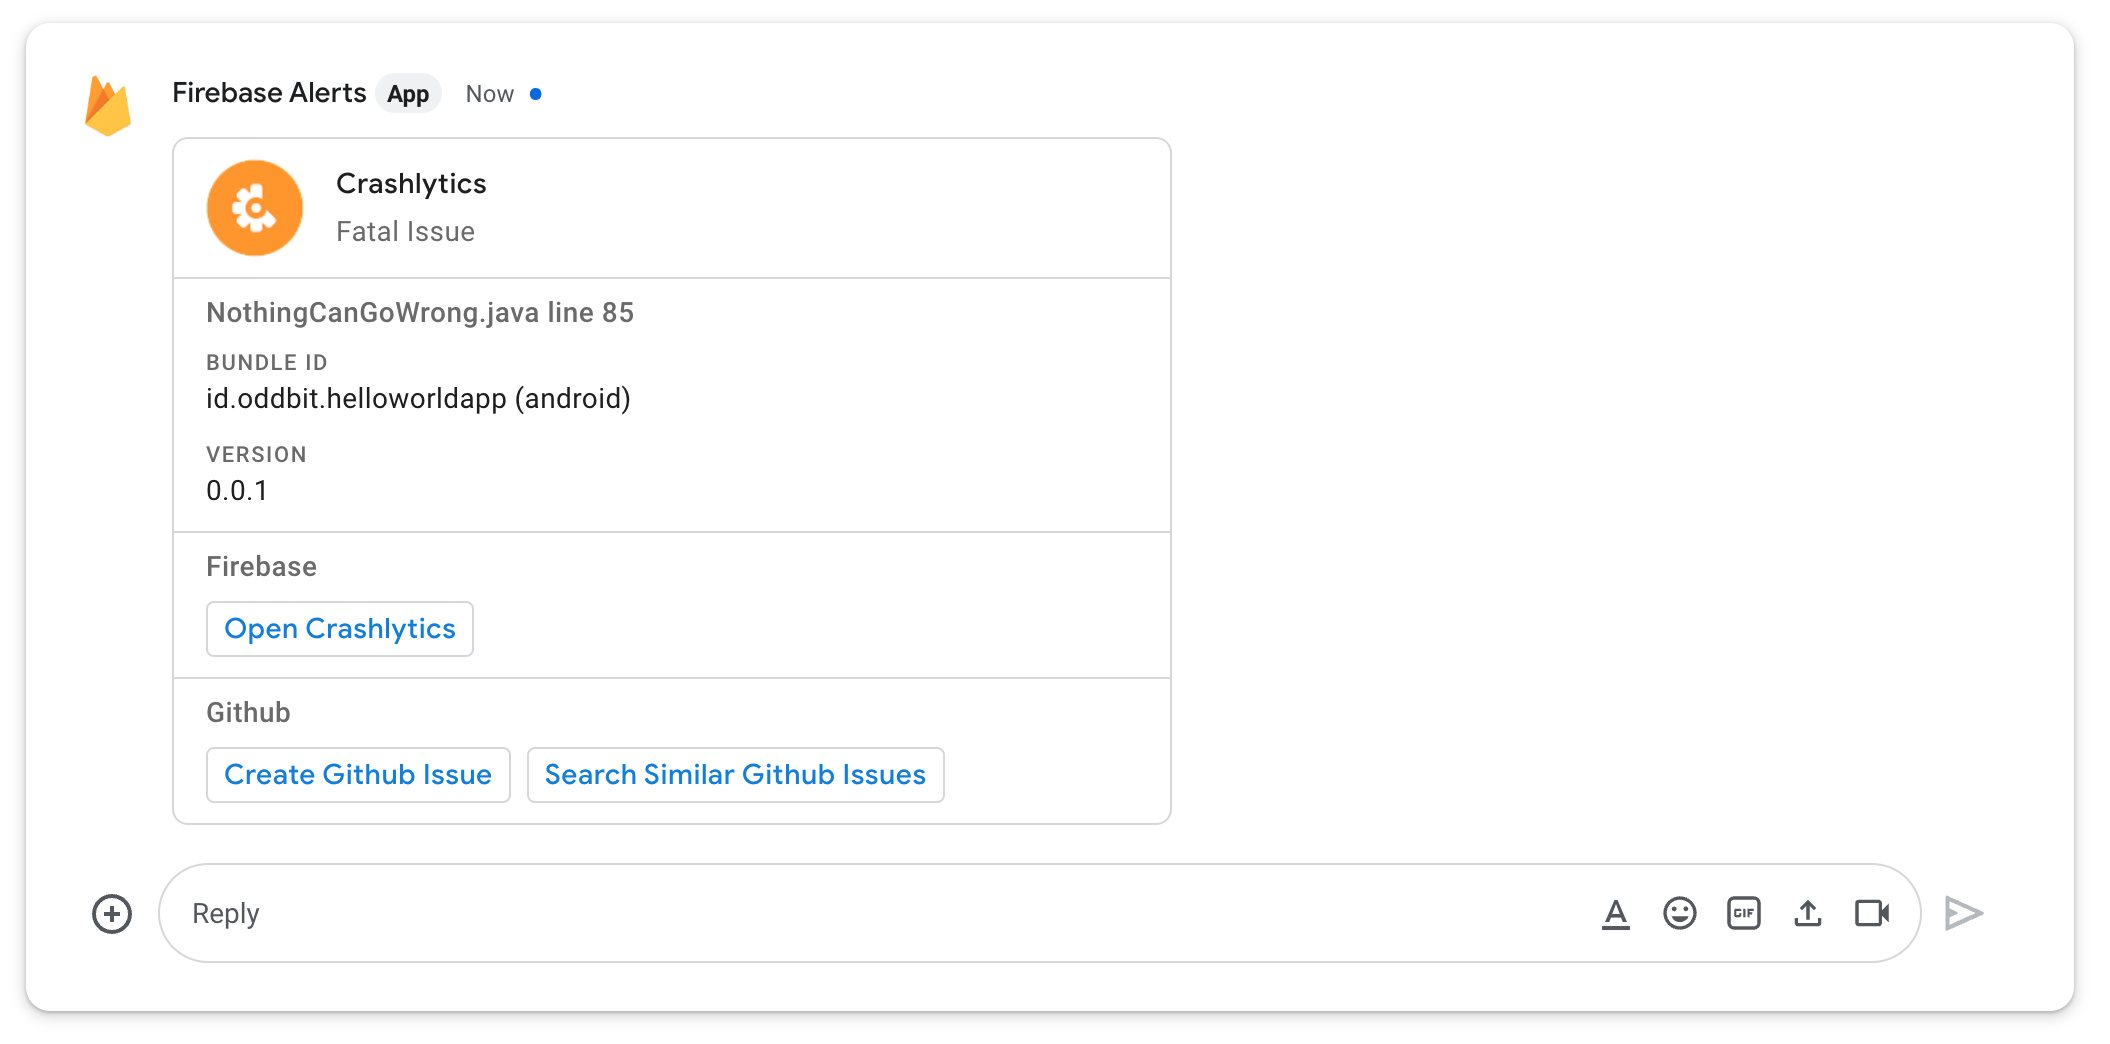 Firebase Alerts App Now
Crashlytics
Fatal Issue
NothingCanGoWrong.java line 85
BUNDLE ID
id.oddbit.helloworldapp (android)
VERSION
0.0.1
Firebase
Open Crashlytics
Github
Create Github Issue Search Similar Github Issues
Reply A GIF